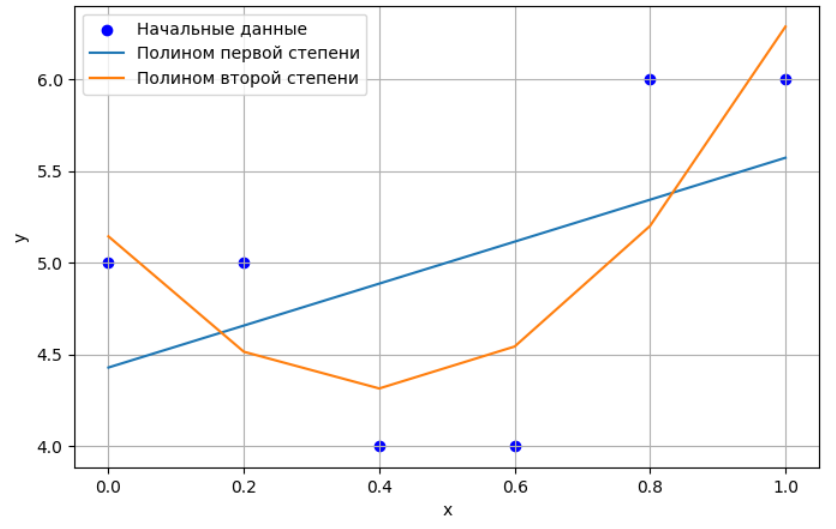 Начальные данные
Полином первой степени
Полином второй степени
6.0
5.5
5.0
4.5
4.0
y
0.0 0.2 0.4 0.6 0.8 1.0
x